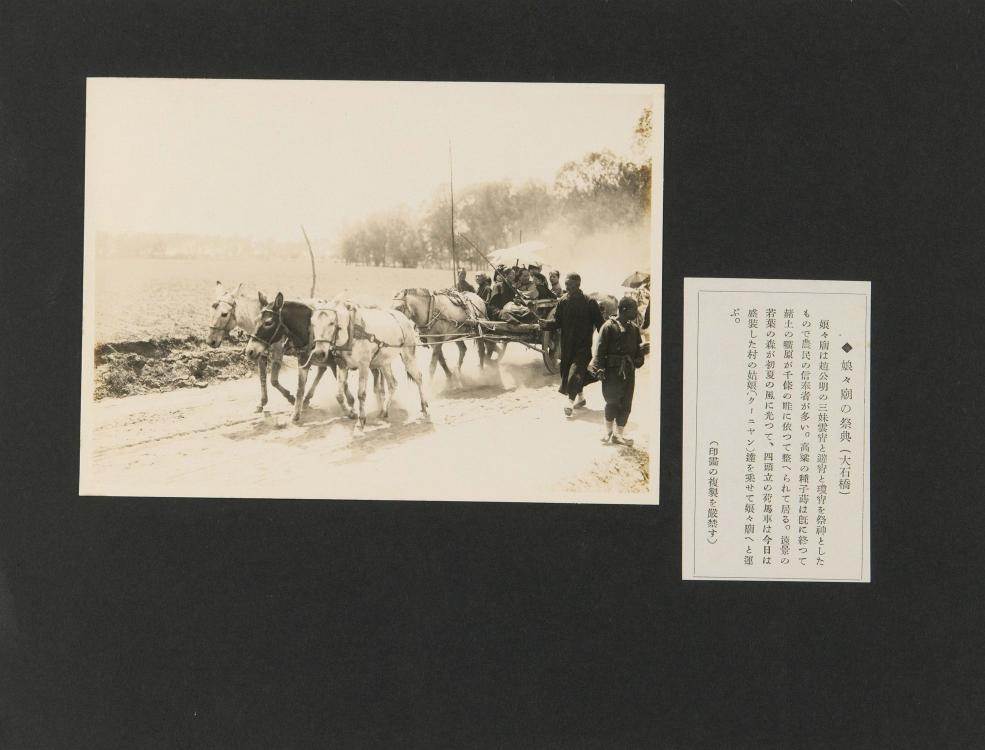 ◆ 娘々廟の祭典（大石橋）
娘々廟は趙公明の三妹雲霄と碧霄と瓊霄を祭神とした
もので農民の信奉者が多い。高粱の種子蒔は既に終つて
赭土の曠原が千條の畦に依つて整へられて居る。遠景の
若葉の森が初夏の風に光つて、四頭立の荷馬車は今日は
盛裝した村の姑娘（クーニヤン）達を乘せて娘々廟へと運
ぶ。
（印畵の複製を嚴禁す）